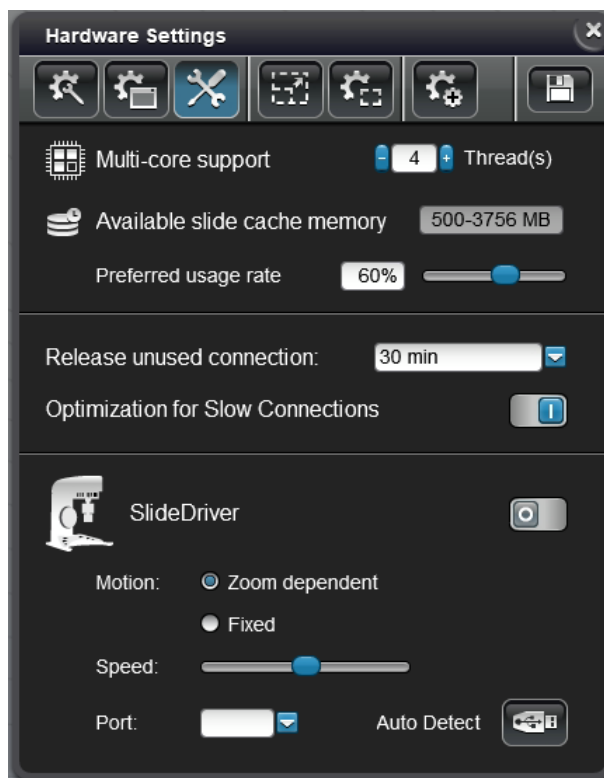 Hardware Settings
Multi-core support - 4 + Thread(s)
Available slide cache memory 500-3756 MB
Preferred usage rate 60%
Release unused connection: 30 min
Optimization for Slow Connections
SlideDriver
Motion: Zoom dependent
Fixed
Speed:
Port: Auto Detect